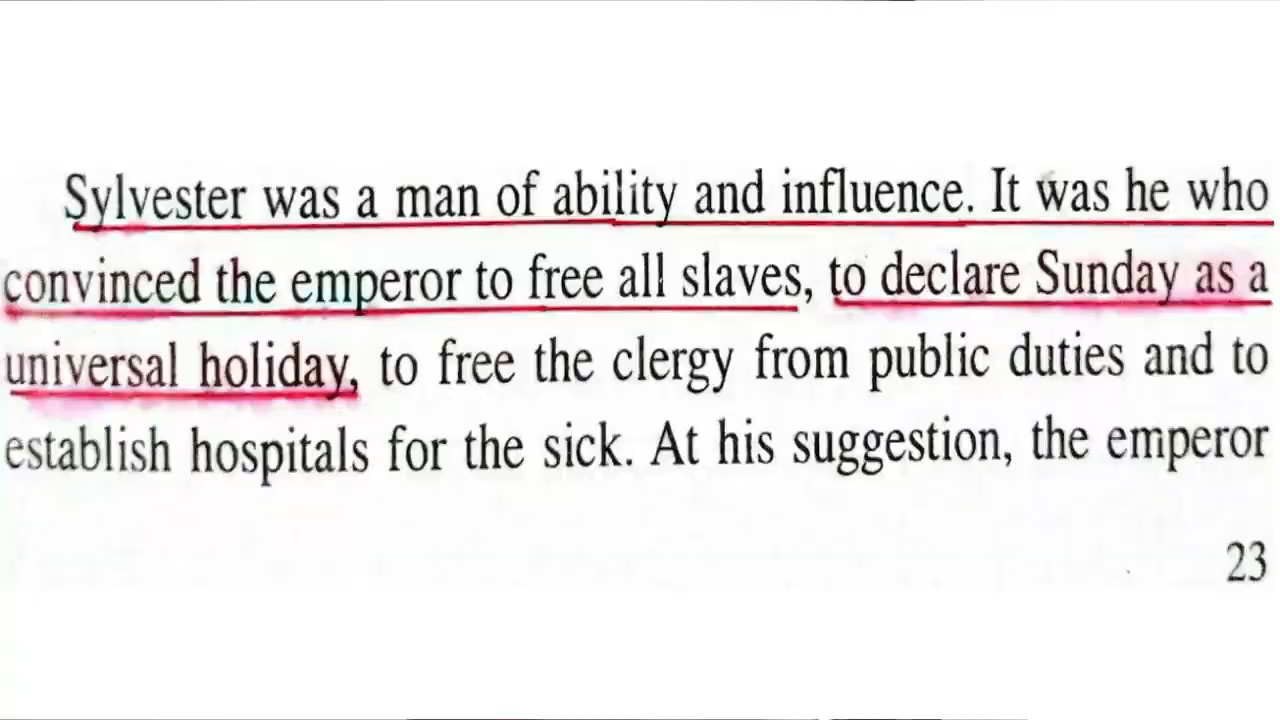 Sylvester was a man of ability and influence. It was he who
convinced the emperor to free all slaves, to declare Sunday as a
universal holiday, to free the clergy from public duties and to
establish hospitals for the sick. At his suggestion, the emperor
23